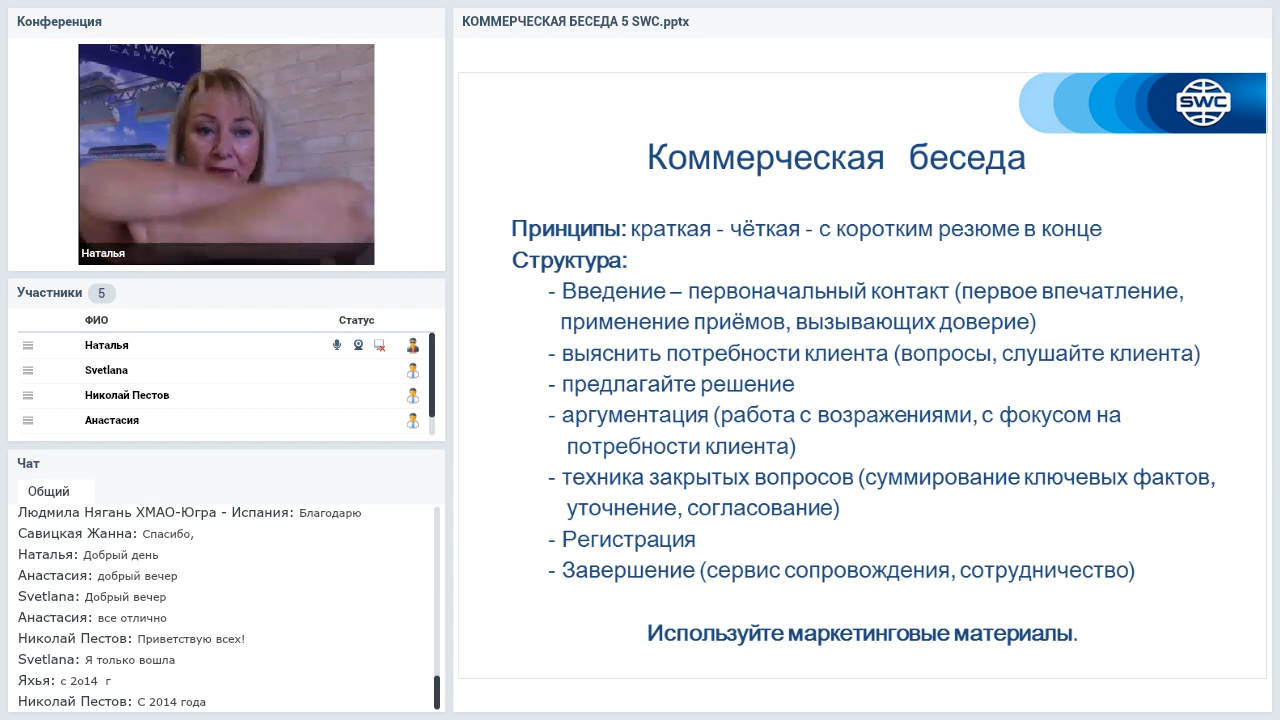 Конференция
WAY
CAPITAL
Наталья
Участники 5
ФИО Статус
Наталья
Svetlana
Николай Пестов
Анастасия
Чат
Общий
Людмила Нягань ХМАО-Югра - Испания: Благодарю
Савицкая Жанна: Спасибо,
Наталья: Добрый день
Анастасия: добрый вечер
Svetlana: Добрый вечер
Анастасия: все отлично
Николай Пестов: Приветствую всех!
Svetlana: Я только вошла
Яхья: с 2о14 г
Николай Пестов: С 2014 года
КОММЕРЧЕСКАЯ БЕСЕДА 5 SWC.pptx
SWC
Коммерческая беседа
Принципы: краткая - чёткая - с коротким резюме в конце
Структура:
- Введение – первоначальный контакт (первое впечатление,
применение приёмов, вызывающих доверие)
- выяснить потребности клиента (вопросы, слушайте клиента)
- предлагайте решение
- аргументация (работа с возражениями, с фокусом на
потребности клиента)
- техника закрытых вопросов (суммирование ключевых фактов,
уточнение, согласование)
- Регистрация
- Завершение (сервис сопровождения, сотрудничество)
Используйте маркетинговые материалы.